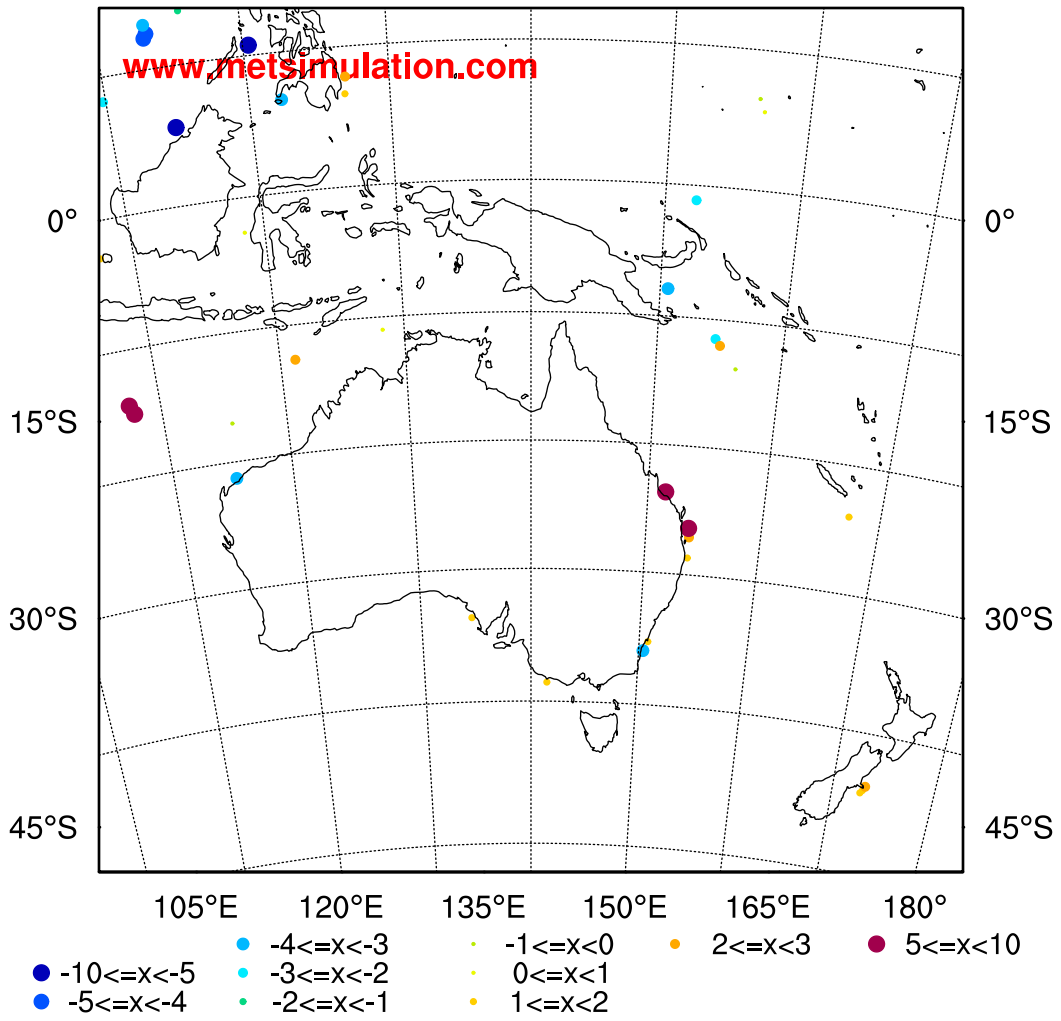 www.metsimulation.com
0° 0°
15°S 15°S
30°S 30°S
45°S 45°S
105°E 120°E 135°E 150°E 165°E 180°
-4<=x<-3 -1<=x<0 2<=x<3 5<=x<10
-10<=x<-5 -3<=x<-2 0<=x<1
-5<=x<-4 -2<=x<-1 1<=x<2